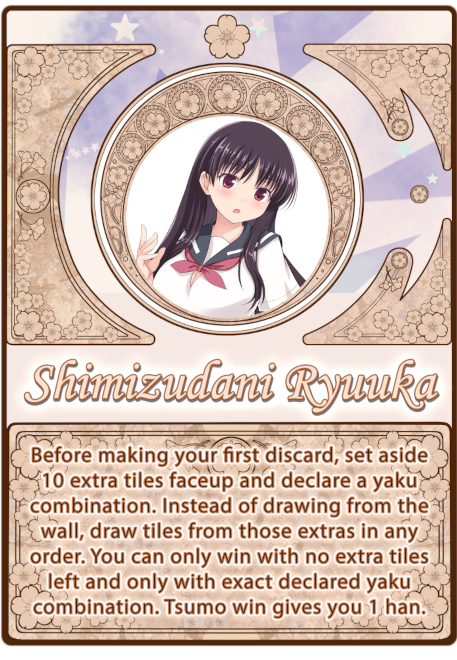 Shimizudani Ryuuka
Before making your first discard, set aside
10 extra tiles faceup and declare a yaku
combination. Instead of drawing from the
wall, draw tiles from those extras in any
order. You can only win with no extra tiles
left and only with exact declared yaku
combination. Tsumo win gives you 1 han.